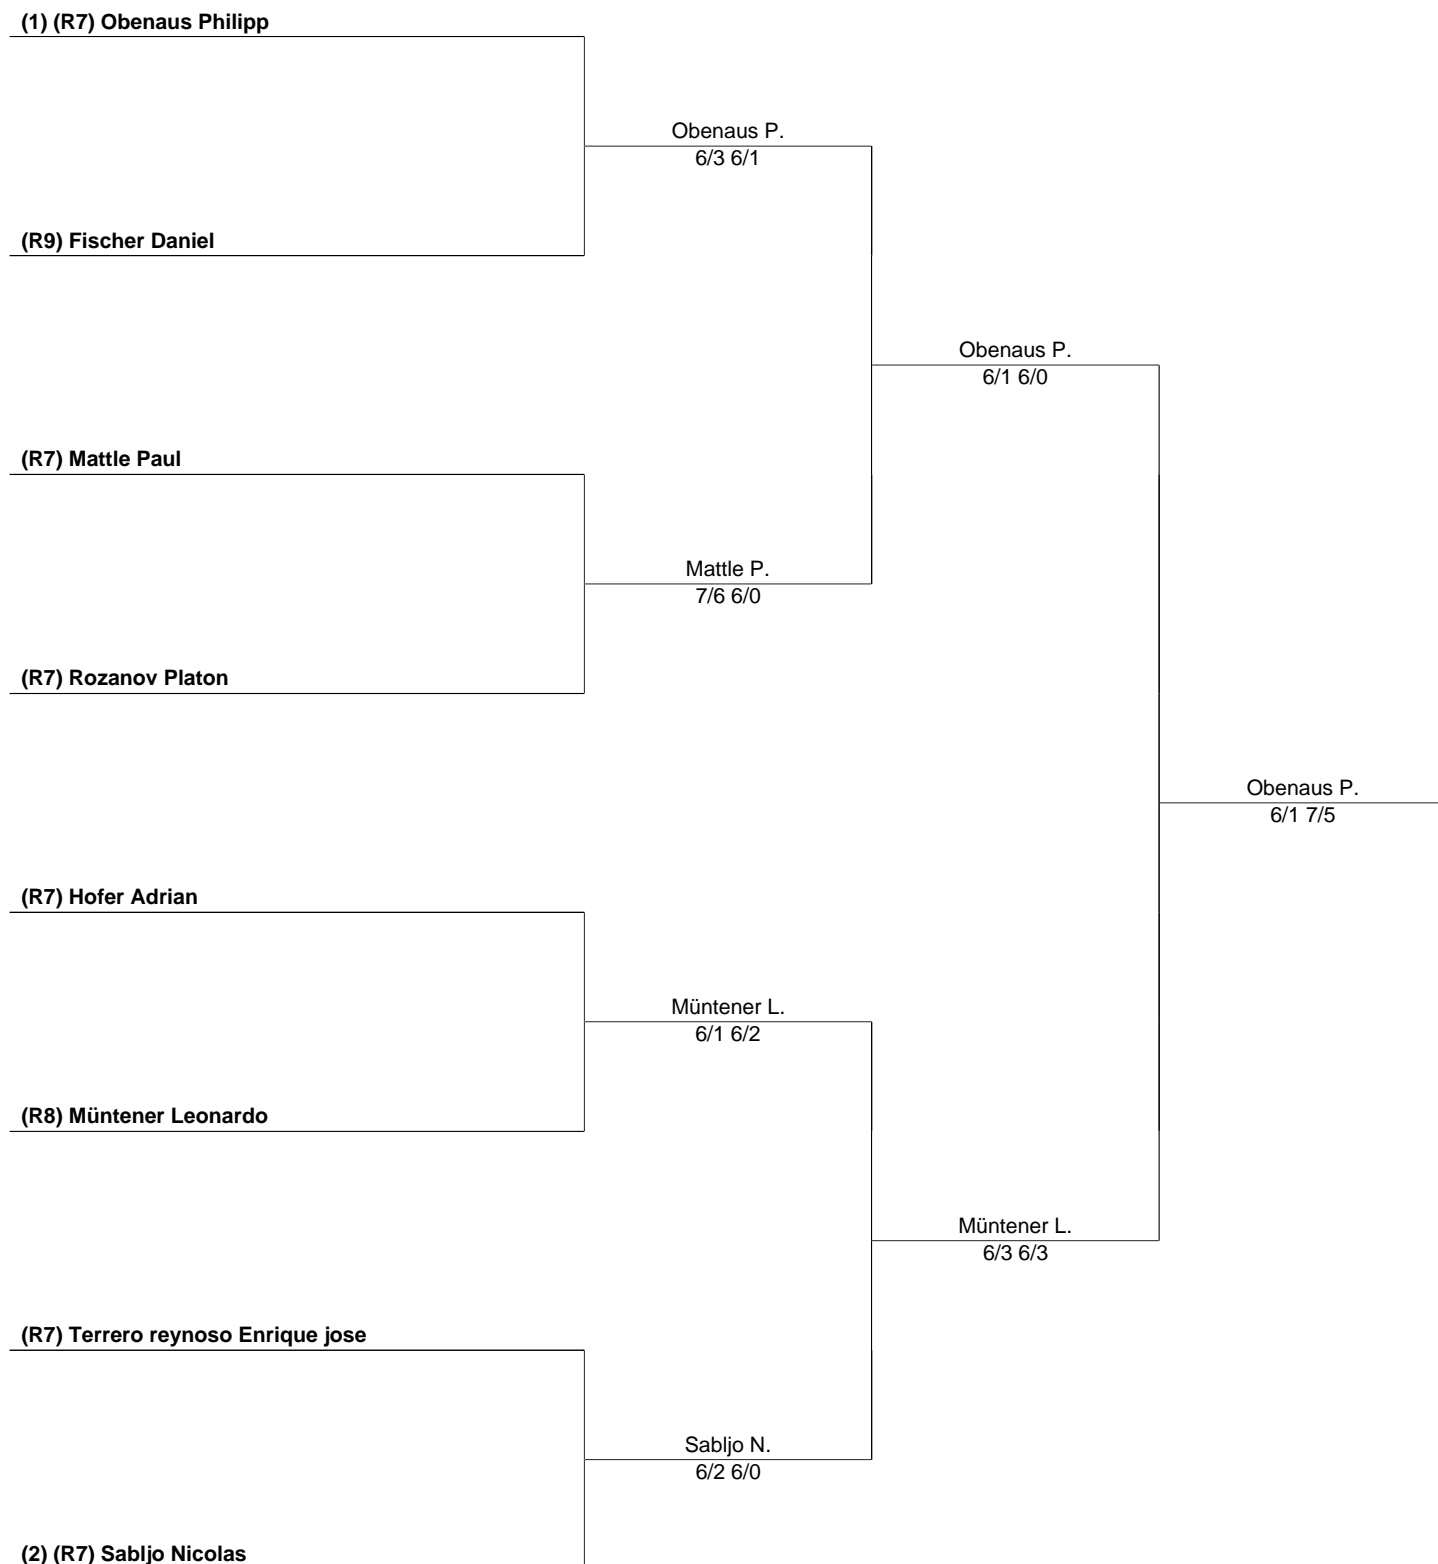 (1) (R7) Obenaus Philipp
Obenaus P.
6/3 6/1
(R9) Fischer Daniel
Obenaus P.
6/1 6/0
(R7) Mattle Paul
Mattle P.
7/6 6/0
(R7) Rozanov Platon
Obenaus P.
6/1 7/5
(R7) Hofer Adrian
Müntener L.
6/1 6/2
(R8) Müntener Leonardo
Müntener L.
6/3 6/3
(R7) Terrero reynoso Enrique jose
Sabljo N.
6/2 6/0
(2) (R7) Sabljo Nicolas